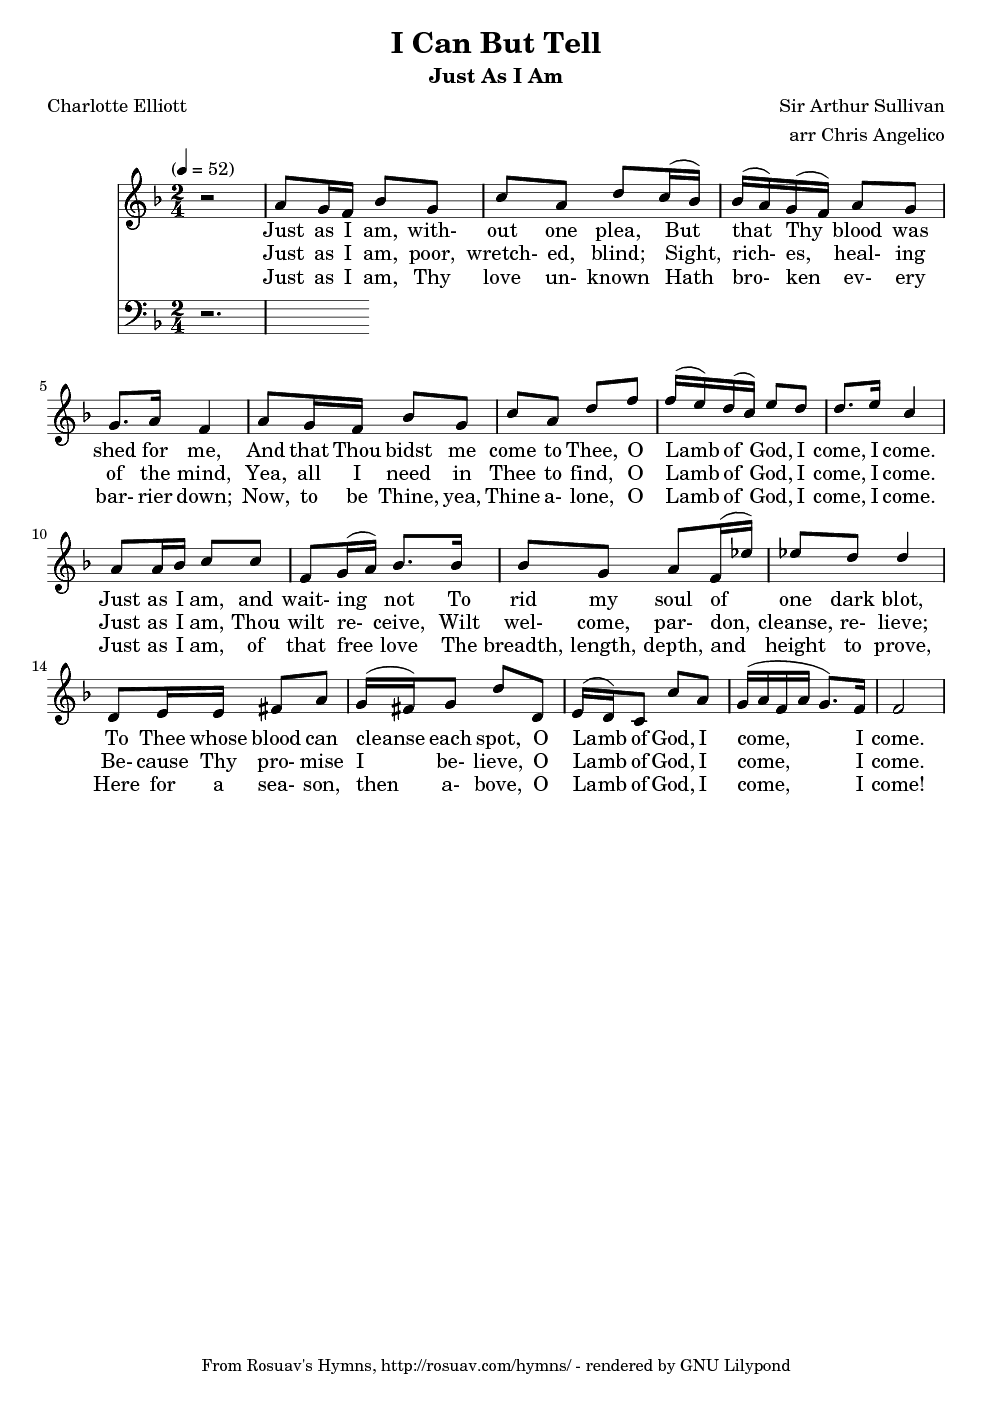 I Can But Tell
Just As I Am
Charlotte Elliott
Sir Arthur Sullivan
arr Chris Angelico
(♩ = 52)
Just as I am, with- out one plea, But that Thy blood was
Just as I am, poor, wretch- ed, blind; Sight, rich- es, heal- ing
Just as I am, Thy love un- known Hath bro- ken ev- ery
5
shed for me, And that Thou bidst me come to Thee, O Lamb of God, I come, I come.
of the mind, Yea, all I need in Thee to find, O Lamb of God, I come, I come.
bar- rier down; Now, to be Thine, yea, Thine a- lone, O Lamb of God, I come, I come.
10
Just as I am, and wait- ing not To rid my soul of one dark blot,
Just as I am, Thou wilt re- ceive, Wilt wel- come, par- don, cleanse, re- lieve;
Just as I am, of that free love The breadth, length, depth, and height to prove,
14
To Thee whose blood can cleanse each spot, O Lamb of God, I come, I come.
Be- cause Thy pro- mise I be- lieve, O Lamb of God, I come, I come.
Here for a sea- son, then a- bove, O Lamb of God, I come, I come!
From Rosuav's Hymns, http://rosuav.com/hymns/ - rendered by GNU Lilypond